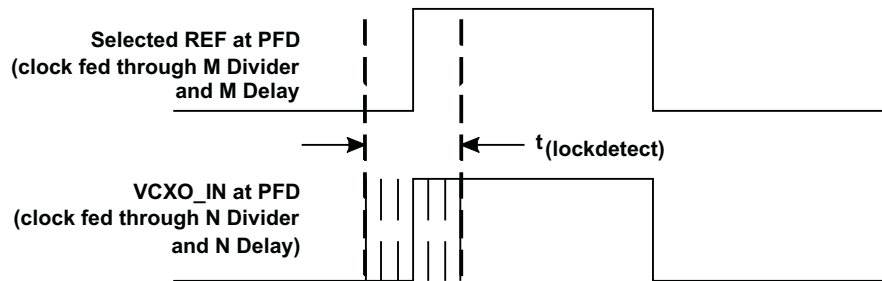 Selected REF at PFD
(clock fed through M Divider
and M Delay
t(lockdetect)
VCXO_IN at PFD
(clock fed through N Divider
and N Delay)